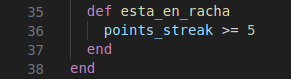 35 def esta_en_racha
36 points_streak >= 5
37 end
38 end